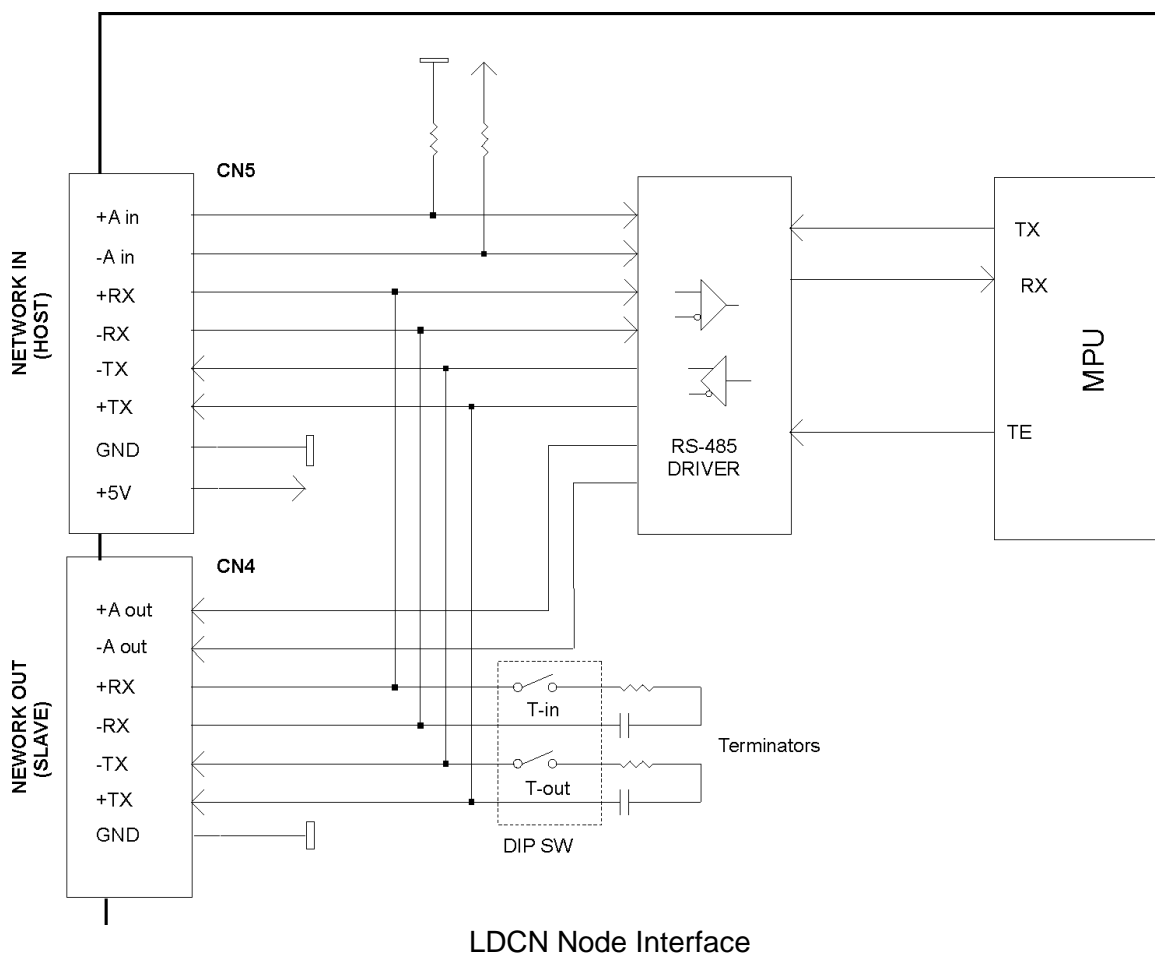 CN5
NETWORK IN
(HOST)
+A in
-A in
+RX
-RX
-TX
+TX
GND
+5V
RS-485
DRIVER
TX
RX
TE
MPU
CN4
NEWORK OUT
(SLAVE)
+A out
-A out
+RX
-RX
-TX
+TX
GND
T-in
T-out
DIP SW
Terminators
LDCN Node Interface